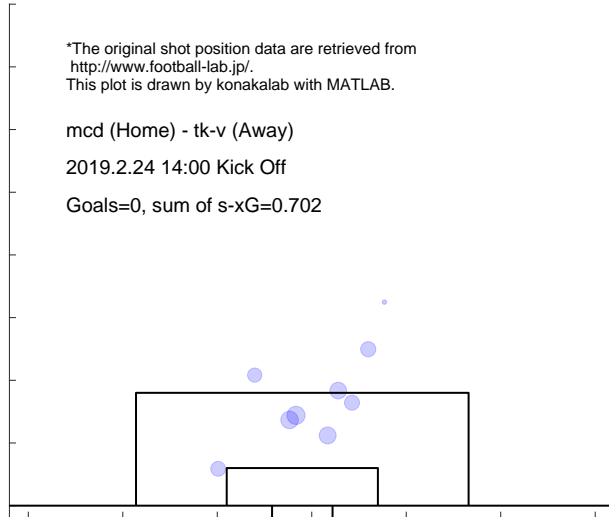 *The original shot position data are retrieved from
http://www.football-lab.jp/.
This plot is drawn by konakalab with MATLAB.
mcd (Home) - tk-v (Away)
2019.2.24 14:00 Kick Off
Goals=0, sum of s-xG=0.702